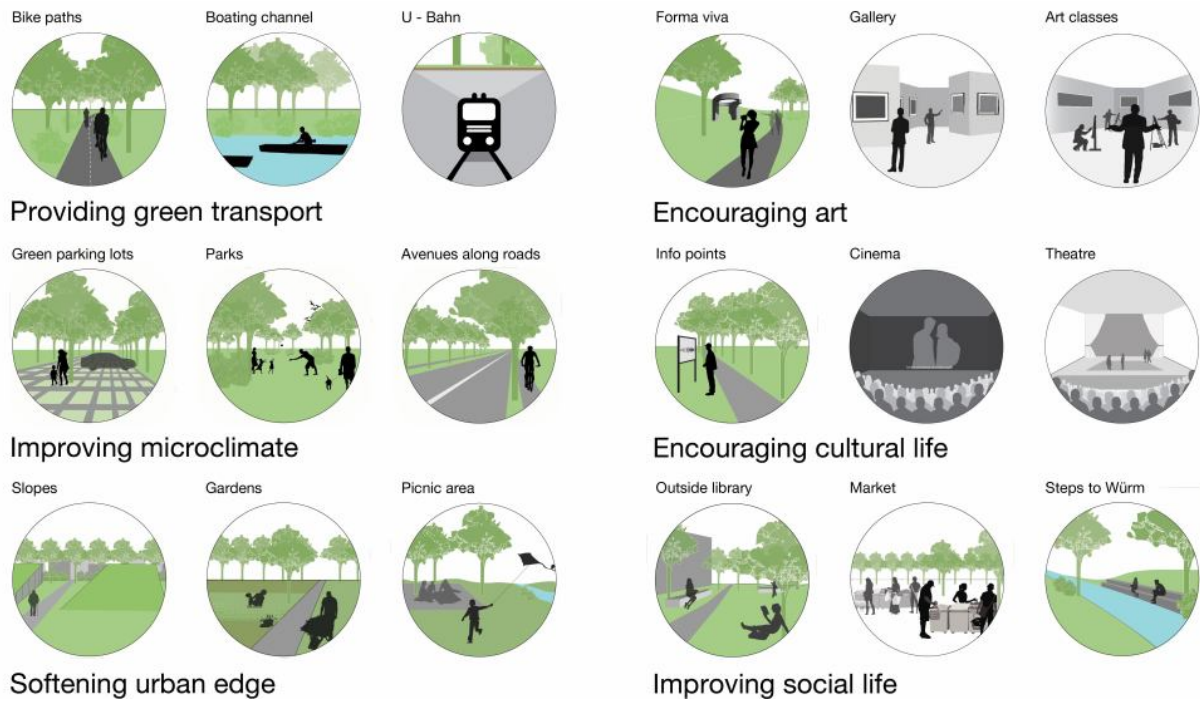 Bike paths
Boating channel
U - Bahn
Providing green transport
Forma viva
Gallery
Art classes
Encouraging art
Green parking lots
Parks
Avenues along roads
Improving microclimate
Info points
Cinema
Theatre
Encouraging cultural life
Slopes
Gardens
Picnic area
Softening urban edge
Outside library
Market
Steps to Würm
Improving social life